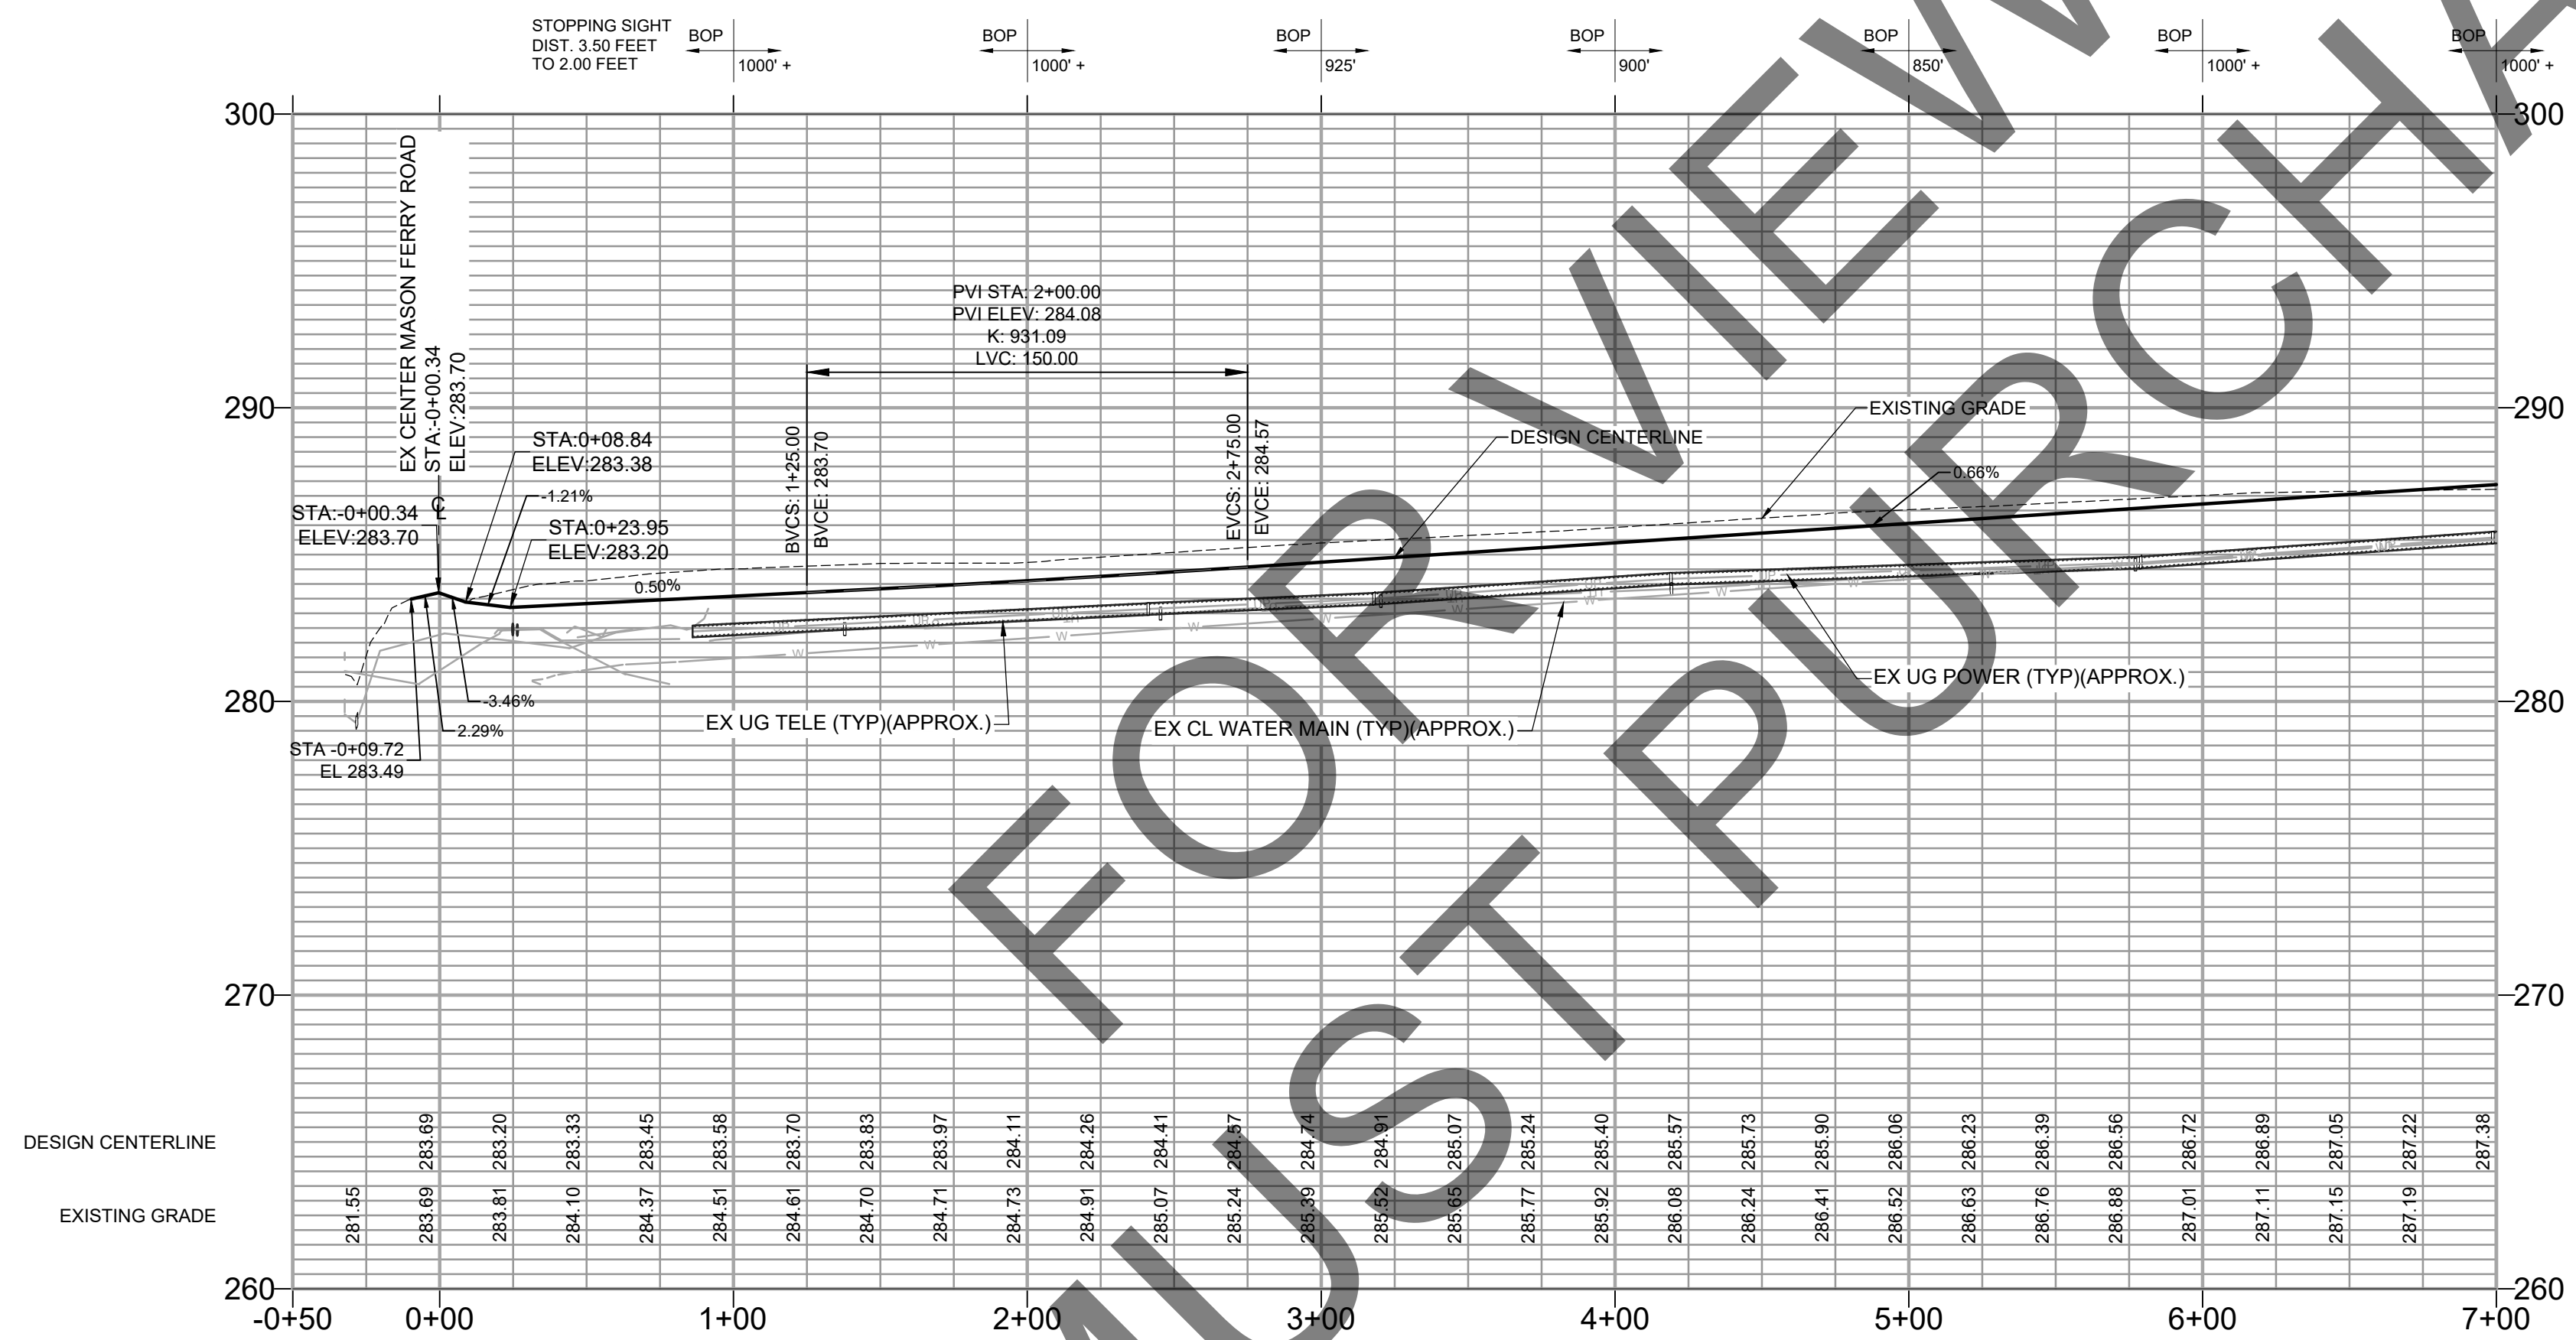 STOPPING SIGHT
DIST. 3.50 FEET
TO 2.00 FEET
BOP
1000' +
BOP
1000' +
BOP
925'
BOP
900'
BOP
850'
BOP
1000' +
BOP
1000' +
300
300
290
290
280
280
270
270
260
260
EX CENTER MASON FERRY ROAD
STA:-0+00.34
ELEV:283.70
STA:-0+00.34
ELEV:283.70
CL
STA:0+08.84
ELEV:283.38
-1.21%
STA:0+23.95
ELEV:283.20
0.50%
-3.46%
2.29%
STA -0+09.72
EL 283.49
PVI STA: 2+00.00
PVI ELEV: 284.08
K: 931.09
LVC: 150.00
BVCS: 1+25.00
BVCE: 283.70
EVCS: 2+75.00
EVCE: 284.57
EXISTING GRADE
DESIGN CENTERLINE
0.66%
EX UG TELE (TYP)(APPROX.)
EX CL WATER MAIN (TYP)(APPROX.)
EX UG POWER (TYP)(APPROX.)
W W W W W W W W W
FOR VIEW
MUST PURCHA
DESIGN CENTERLINE
283.69 283.20 283.33 283.45 283.58 283.70 283.83 283.97 284.11 284.26 284.41 284.57 284.74 284.91 285.07 285.24 285.40 285.57 285.73 285.90 286.06 286.23 286.39 286.56 286.72 286.89 287.05 287.22 287.38
EXISTING GRADE
281.55 283.69 283.81 284.10 284.37 284.51 284.61 284.70 284.71 284.73 284.91 285.07 285.24 285.39 285.52 285.65 285.77 285.92 286.08 286.24 286.41 286.52 286.63 286.76 286.88 287.01 287.11 287.15 287.19
-0+50 0+00 1+00 2+00 3+00 4+00 5+00 6+00 7+00